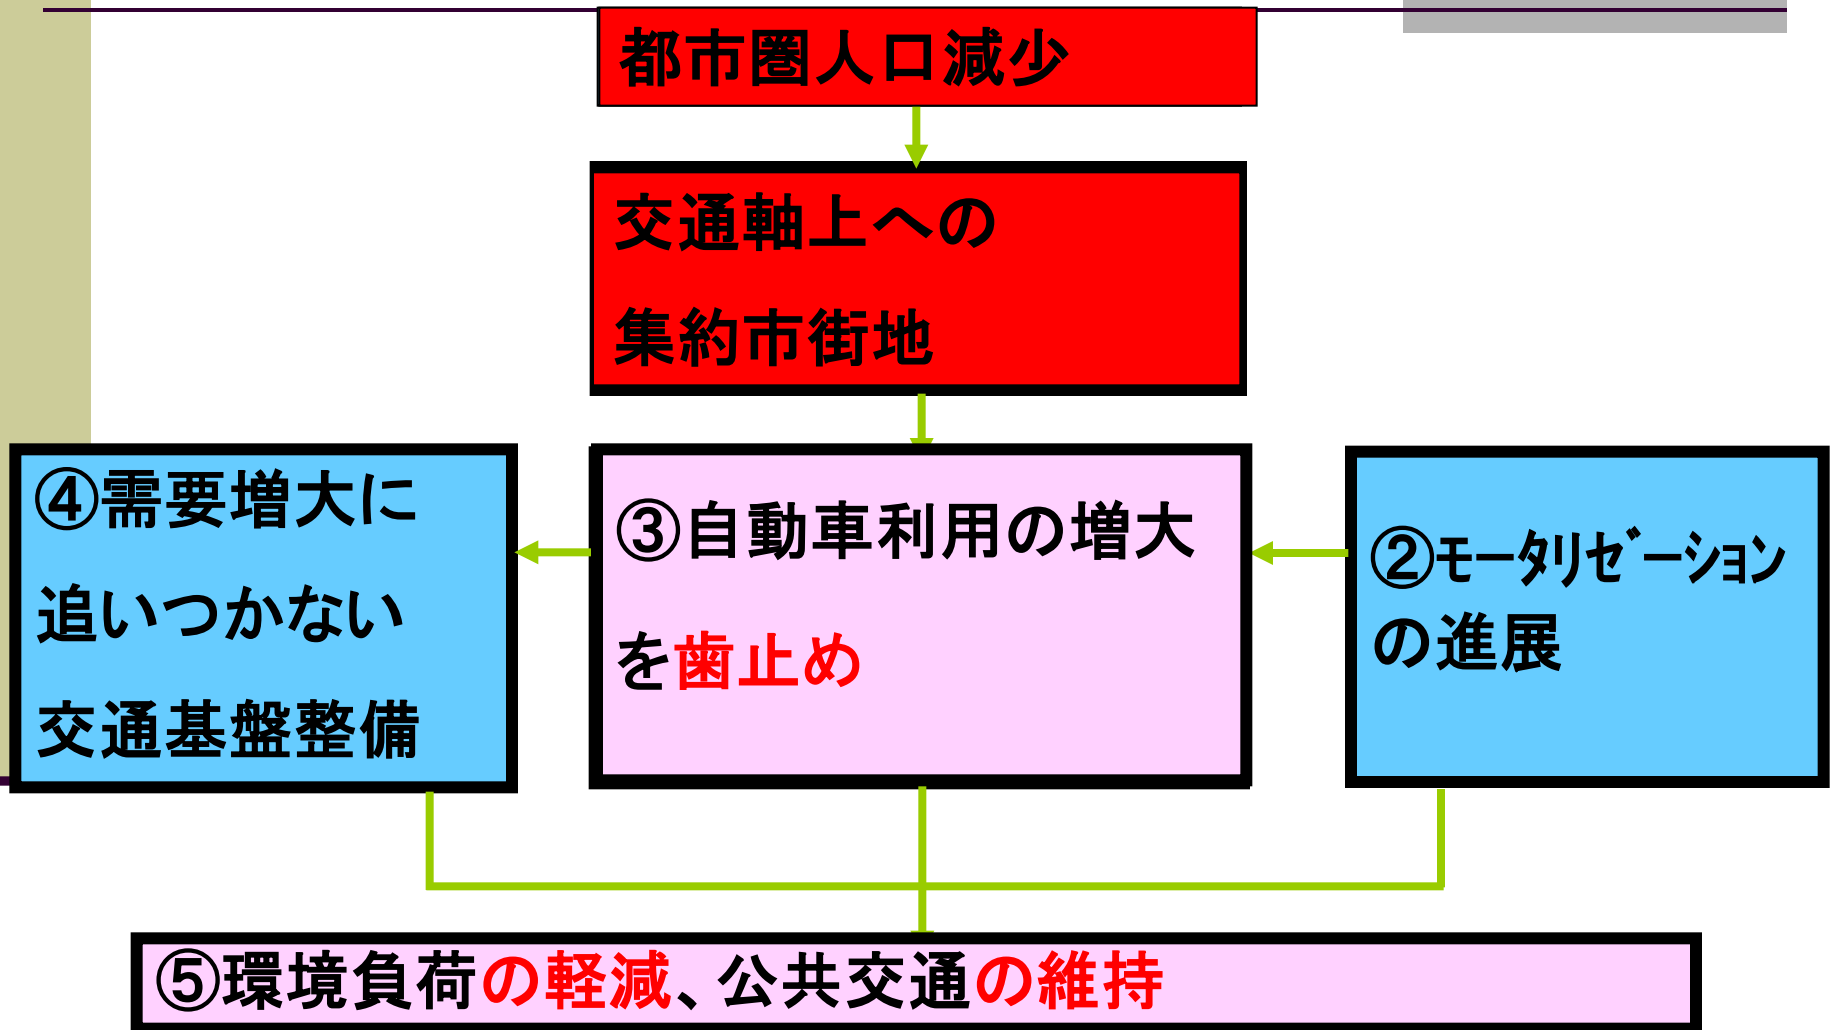 都市圏人口減少
交通軸上への
集約市街地
④需要増大に
追いつかない
交通基盤整備
③自動車利用の増大
を歯止め
②ﾓｰﾀﾘｾﾞｰｼｮﾝ
の進展
⑤環境負荷の軽減、公共交通の維持